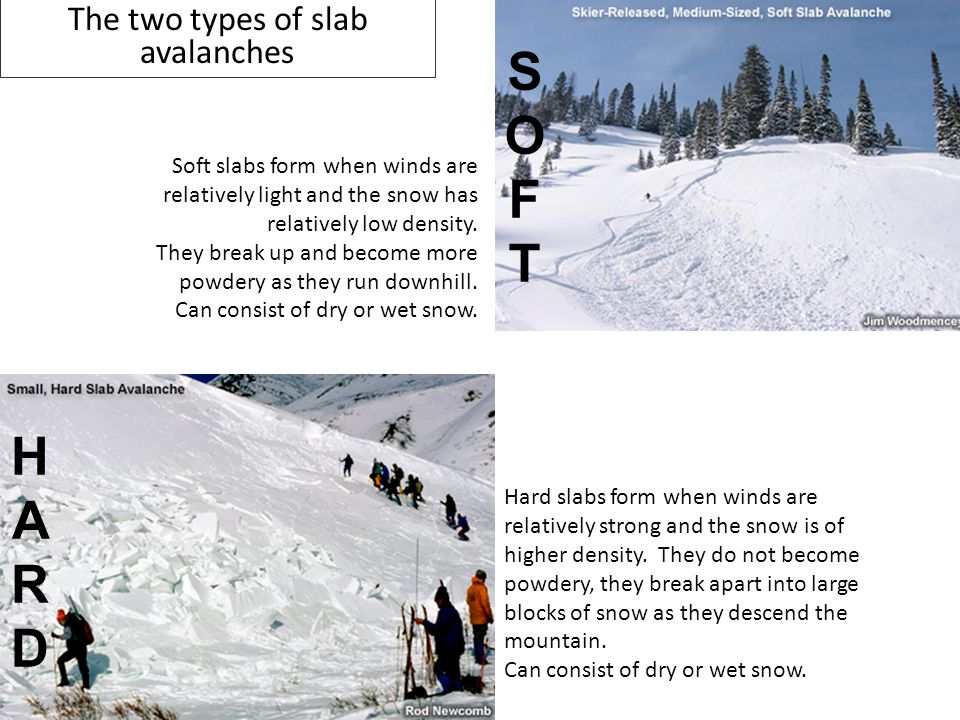 The two types of slab
avalanches
Skier-Released, Medium-Sized, Soft Slab Avalanche
S
O
F
T
Soft slabs form when winds are
relatively light and the snow has
relatively low density.
They break up and become more
powdery as they run downhill.
Can consist of dry or wet snow.
Jim Woodmencey
Small, Hard Slab Avalanche
H
A
R
D
Rod Newcomb
Hard slabs form when winds are
relatively strong and the snow is of
higher density. They do not become
powdery, they break apart into large
blocks of snow as they descend the
mountain.
Can consist of dry or wet snow.